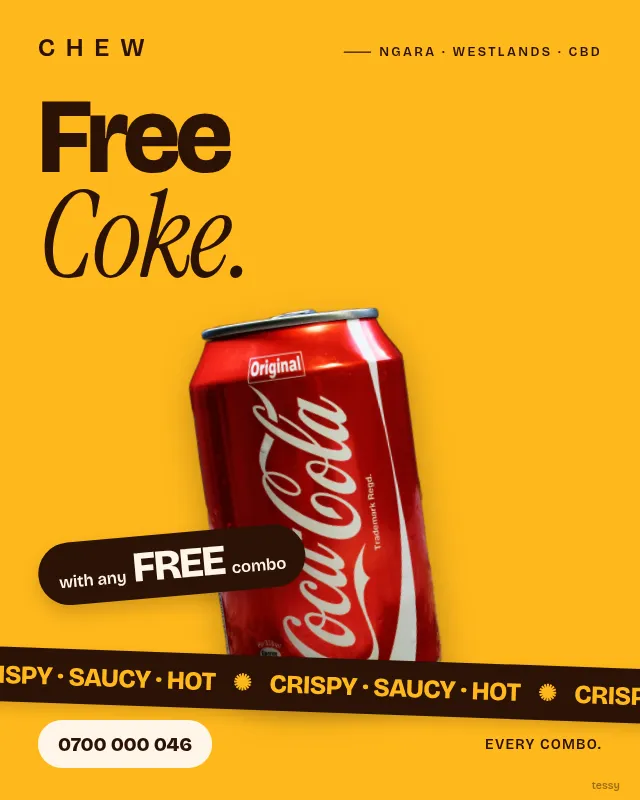 CHEW
NGARA · WESTLANDS · CBD
Free
Coke.
Original
Coca-Cola
Trademark Regd.
with any FREE combo
ISPY · SAUCY · HOT ✺ CRISPY · SAUCY · HOT ✺ CRISP
0700 000 046
EVERY COMBO.
tessy